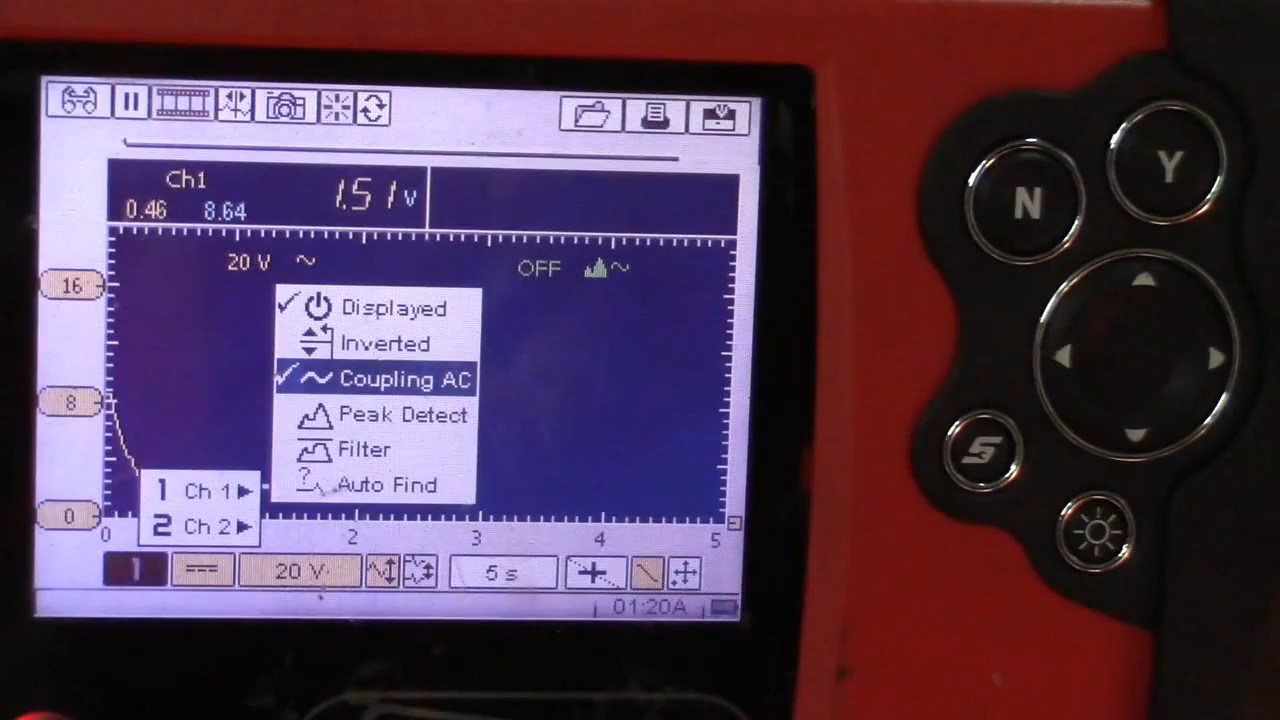 Ch1
0.46 8.64 1.51 V
20 V OFF
16
8
0
✓ Displayed
Inverted
✓ Coupling AC
Peak Detect
Filter
? Auto Find
1 Ch 1
2 Ch 2
0 2 3 4 5
1 20 V 5 s
01:20A
N
Y
S